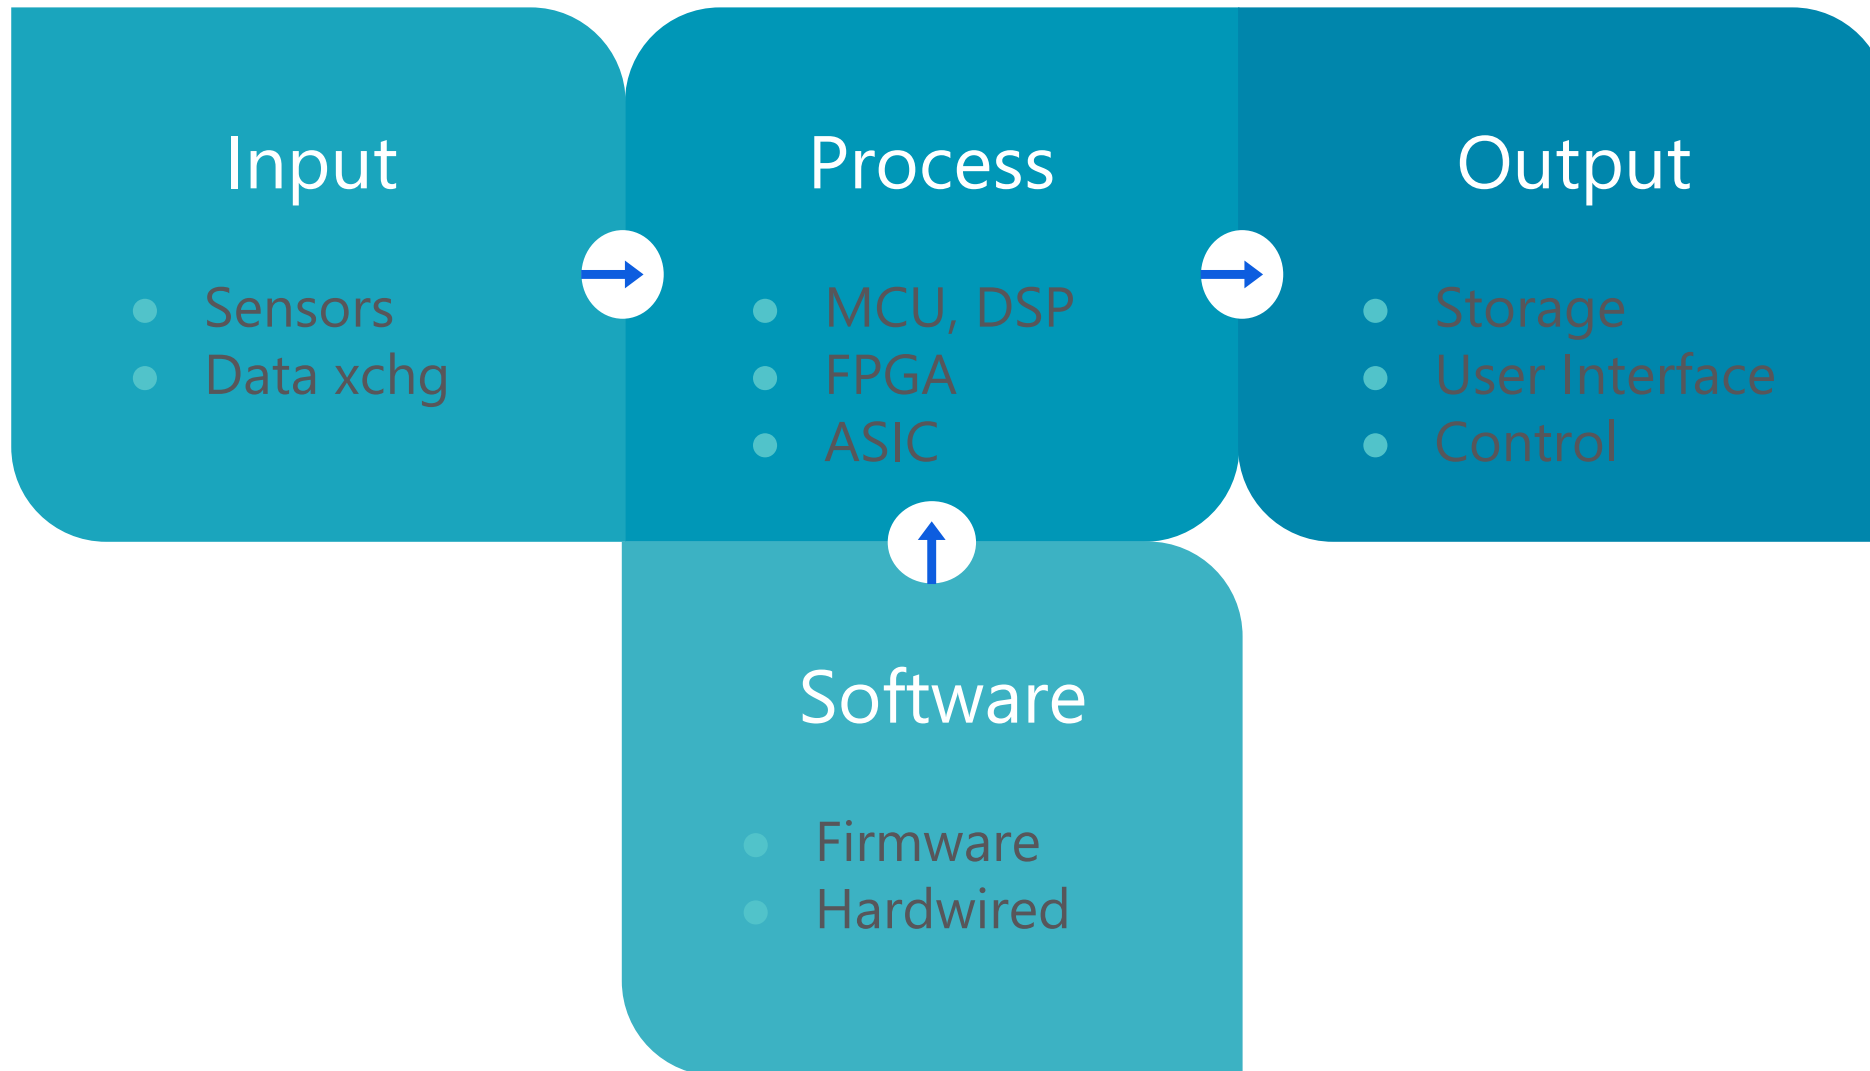 Input
Sensors
Data xchg
Process
MCU, DSP
FPGA
ASIC
Output
Storage
User Interface
Control
Software
Firmware
Hardwired